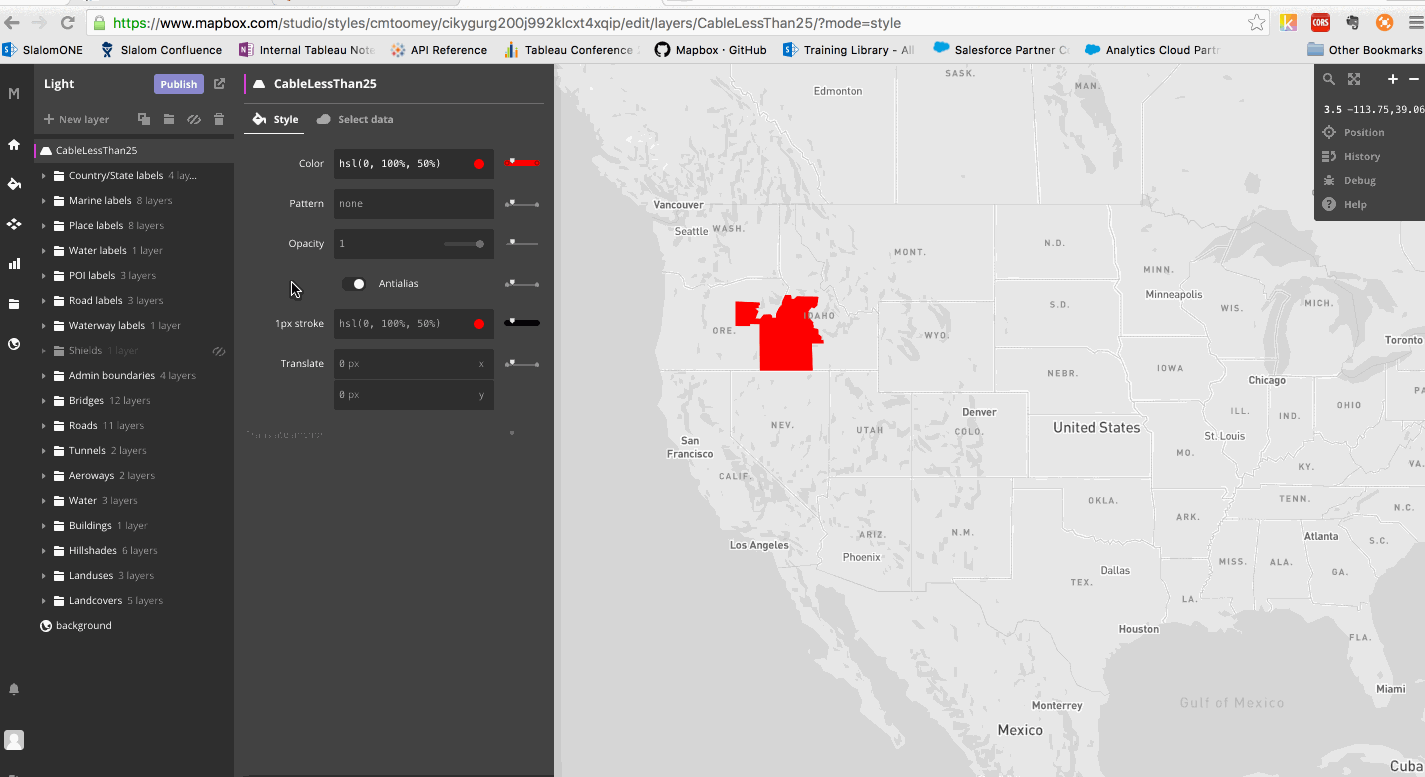 https://www.mapbox.com/studio/styles/cmtoomey/cikygurg200j992klcxt4xqip/edit/layers/CableLessThan25/?mode=style
CORS
SlalomONE
Slalom Confluence
Internal Tableau Note
API Reference
Tableau Conference
Mapbox · GitHub
Training Library - All
Salesforce Partner Co
Analytics Cloud Partn
Other Bookmarks
M
Light
Publish
New layer
CableLessThan25
Country/State labels 4 lay...
Marine labels 8 layers
Place labels 8 layers
Water labels 1 layer
POI labels 3 layers
Road labels 3 layers
Waterway labels 1 layer
Shields 1 layer
Admin boundaries 4 layers
Bridges 12 layers
Roads 11 layers
Tunnels 2 layers
Aeroways 2 layers
Water 3 layers
Buildings 1 layer
Hillshades 6 layers
Landuses 3 layers
Landcovers 5 layers
background
CableLessThan25
Style
Select data
Color hsl(0, 100%, 50%)
Pattern none
Opacity 1
Antialias
1px stroke hsl(0, 100%, 50%)
Translate 0 px x
0 px y
3.5 -113.75,39.06
Position
History
Debug
Help
SASK.
MAN.
Edmonton
Vancouver
Seattle
WASH.
MONT.
N.D.
MINN.
Minneapolis
S.D.
WIS.
MICH.
ORE.
IDAHO
WYO.
Toronto
NEBR.
IOWA
Chicago
PA
Denver
United States
ILL.
IND.
OHIO
NEV.
UTAH
COLO.
St. Louis
San
Francisco
MO.
KY.
VA.
CALIF.
OKLA.
TENN.
N.C.
ARK.
Los Angeles
ARIZ.
N.M.
Atlanta
S.C.
Phoenix
Dallas
MISS.
ALA.
GA.
TEX.
LA.
Houston
FLA.
Miami
Gulf of Mexico
Monterrey
Mexico
Cuba